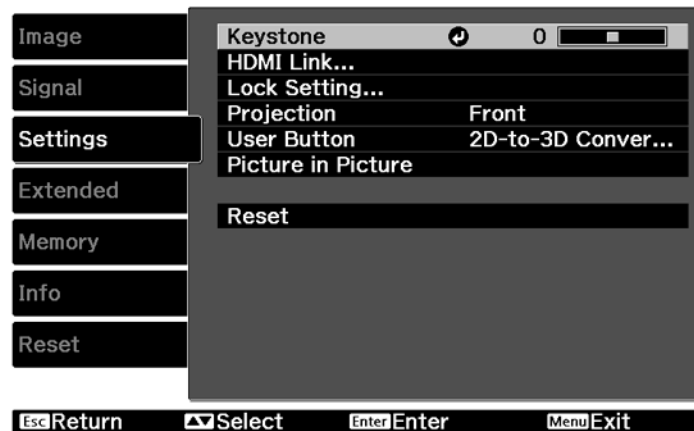 Image
Signal
Settings
Extended
Memory
Info
Reset
Keystone 0
HDMI Link...
Lock Setting...
Projection Front
User Button 2D-to-3D Conver...
Picture in Picture
Reset
Esc Return Select Enter Enter Menu Exit